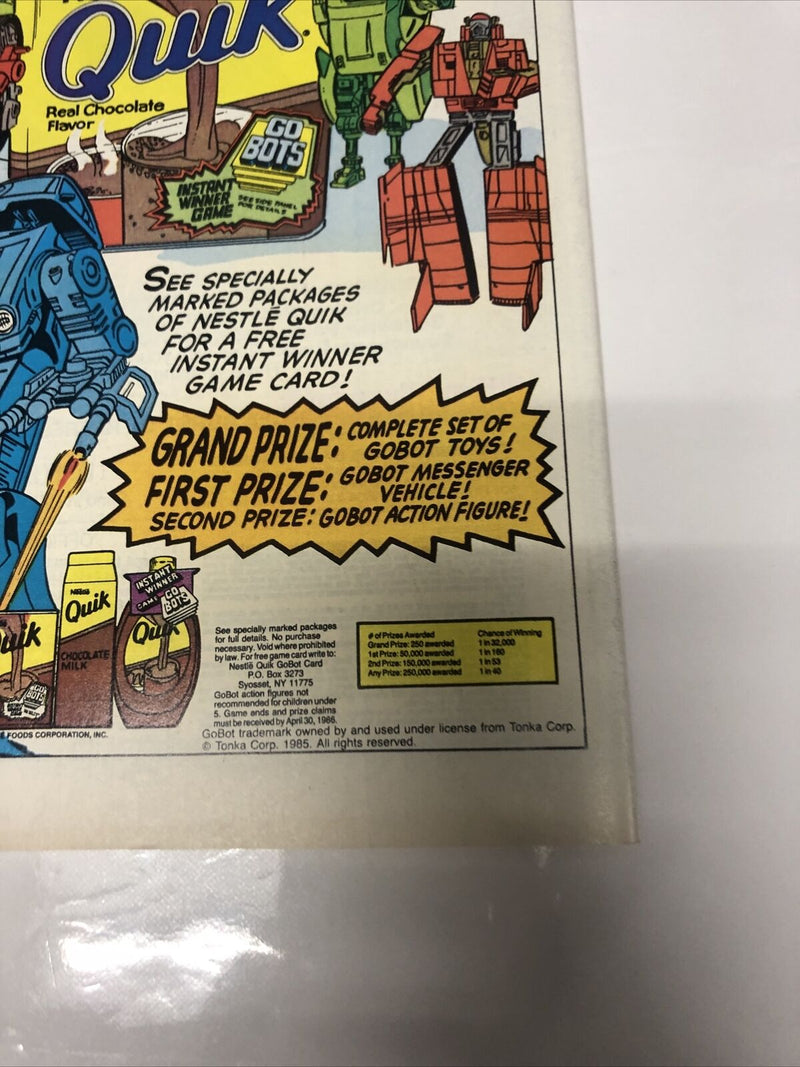 Quik
Real Chocolate
Flavor
GO
BOTS
INSTANT
WINNER
GAME
SEE SIDE PANEL
FOR DETAILS
SEE SPECIALLY
MARKED PACKAGES
OF NESTLÉ QUIK
FOR A FREE
INSTANT WINNER
GAME CARD!
GRAND PRIZE: COMPLETE SET OF
GOBOT TOYS!
FIRST PRIZE: GOBOT MESSENGER
VEHICLE!
SECOND PRIZE: GOBOT ACTION FIGURE!
Quik
CHOCOLATE
MILK
INSTANT
WINNER
GAME
GO
BOTS
Quik
See specially marked packages
for full details. No purchase
necessary. Void where prohibited
by law. For free game card write to:
Nestlé Quik GoBot Card
P.O. Box 3273
Syosset, NY 11775
GoBot action figures not
recommended for children under
5. Game ends and prize claims
must be received by April 30, 1986.
# of Prizes Awarded Chance of Winning
Grand Prize: 250 awarded 1 in 32,000
1st Prize: 50,000 awarded 1 in 160
2nd Prize: 150,000 awarded 1 in 53
Any Prize: 250,000 awarded 1 in 40
FOODS CORPORATION, INC.
GoBot trademark owned by and used under license from Tonka Corp.
© Tonka Corp. 1985. All rights reserved.